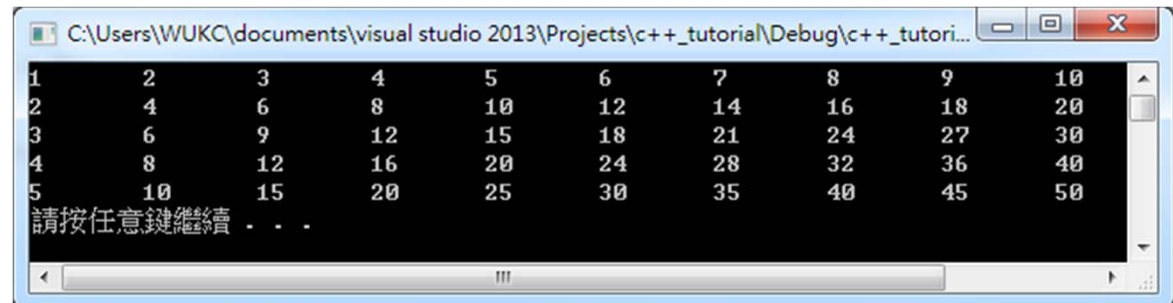 C:\Users\WUKC\documents\visual studio 2013\Projects\c++_tutorial\Debug\c++_tutori...
1 2 3 4 5 6 7 8 9 10
2 4 6 8 10 12 14 16 18 20
3 6 9 12 15 18 21 24 27 30
4 8 12 16 20 24 28 32 36 40
5 10 15 20 25 30 35 40 45 50
請按任意鍵繼續 . . .